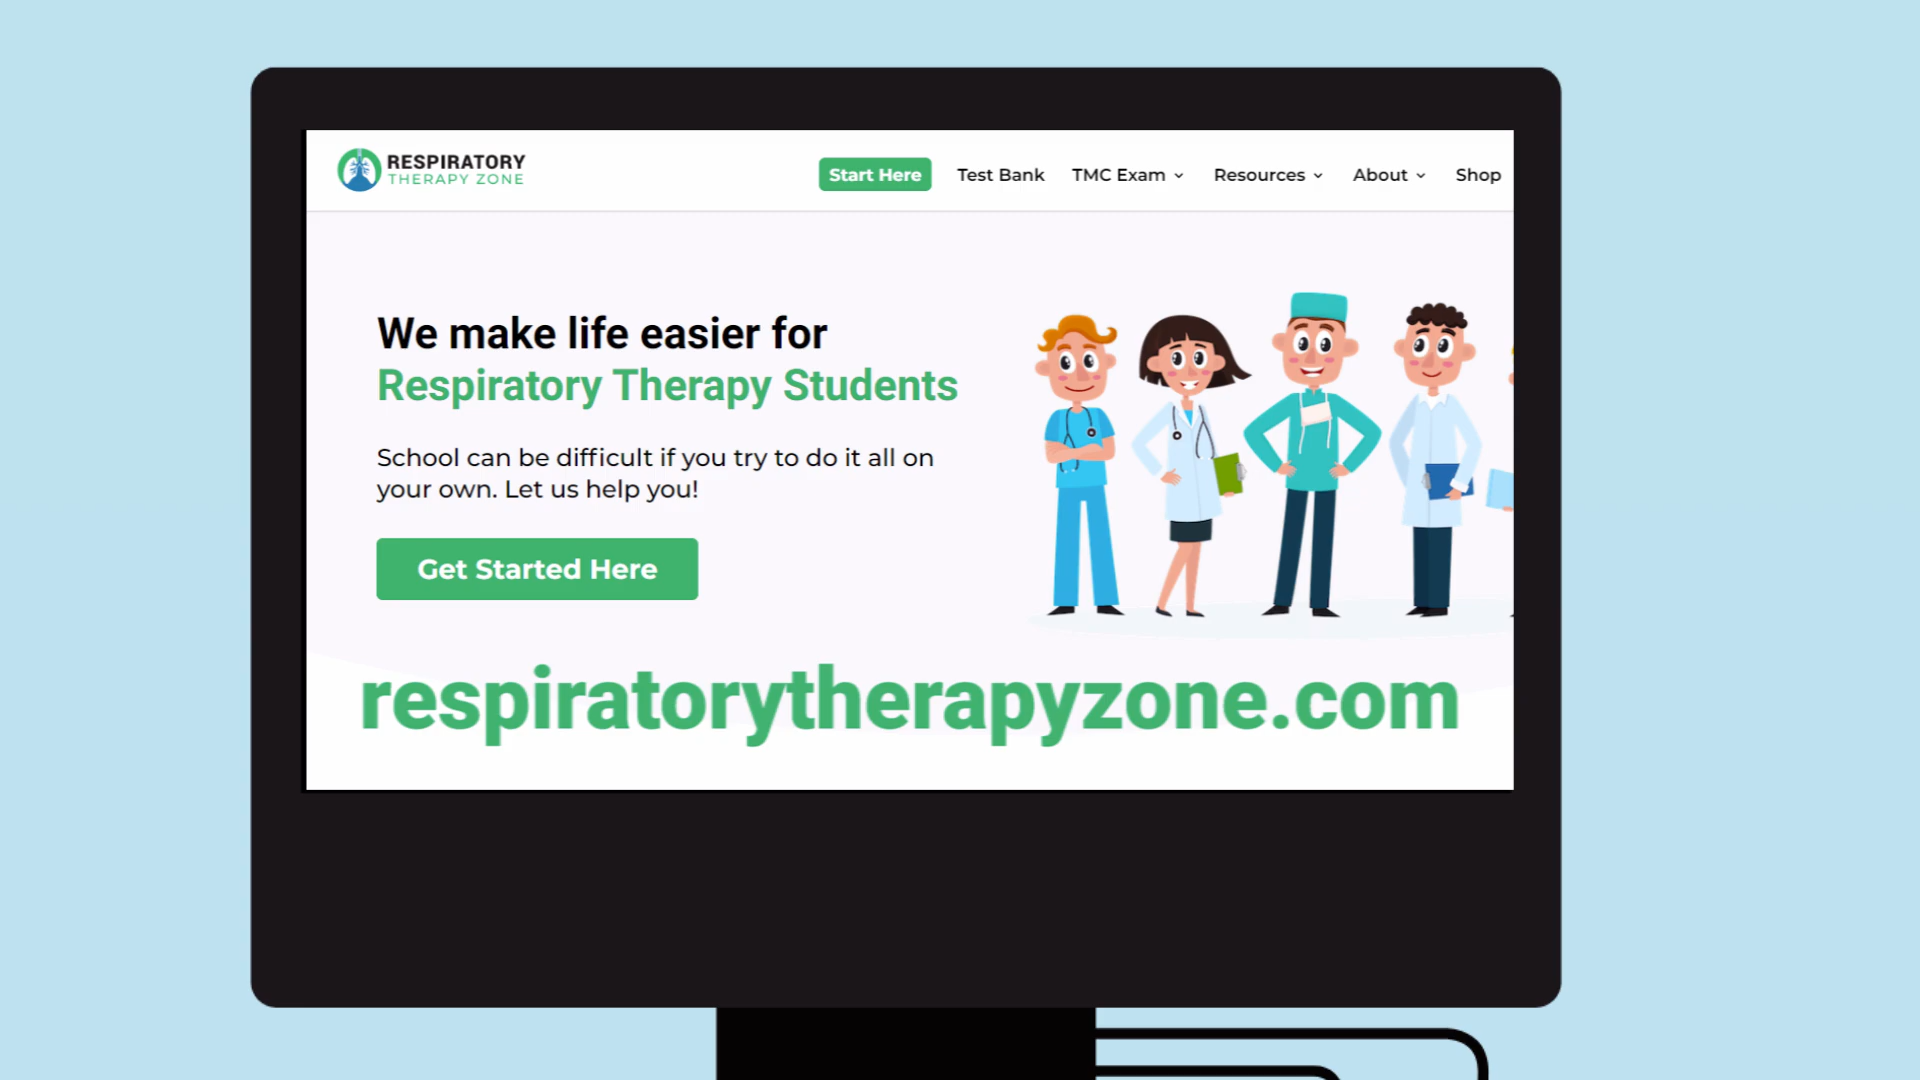 RESPIRATORY
THERAPY ZONE
Start Here Test Bank TMC Exam Resources About Shop
We make life easier for
Respiratory Therapy Students
School can be difficult if you try to do it all on
your own. Let us help you!
Get Started Here
respiratorytherapyzone.com